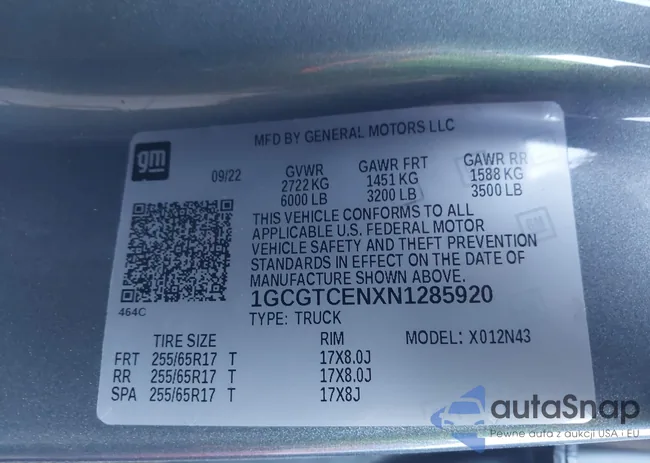 MFD BY GENERAL MOTORS LLC
gm
09/22
GVWR GAWR FRT GAWR RR
2722 KG 1451 KG 1588 KG
6000 LB 3200 LB 3500 LB
THIS VEHICLE CONFORMS TO ALL
APPLICABLE U.S. FEDERAL MOTOR
VEHICLE SAFETY AND THEFT PREVENTION
STANDARDS IN EFFECT ON THE DATE OF
MANUFACTURE SHOWN ABOVE.
1GCGTCENXN1285920
464C
TYPE: TRUCK
TIRE SIZE RIM MODEL: X012N43
FRT 255/65R17 T 17X8.0J
RR 255/65R17 T 17X8.0J
SPA 255/65R17 T 17X8J
autaSnap
Pewne auta z aukcji USA i EU